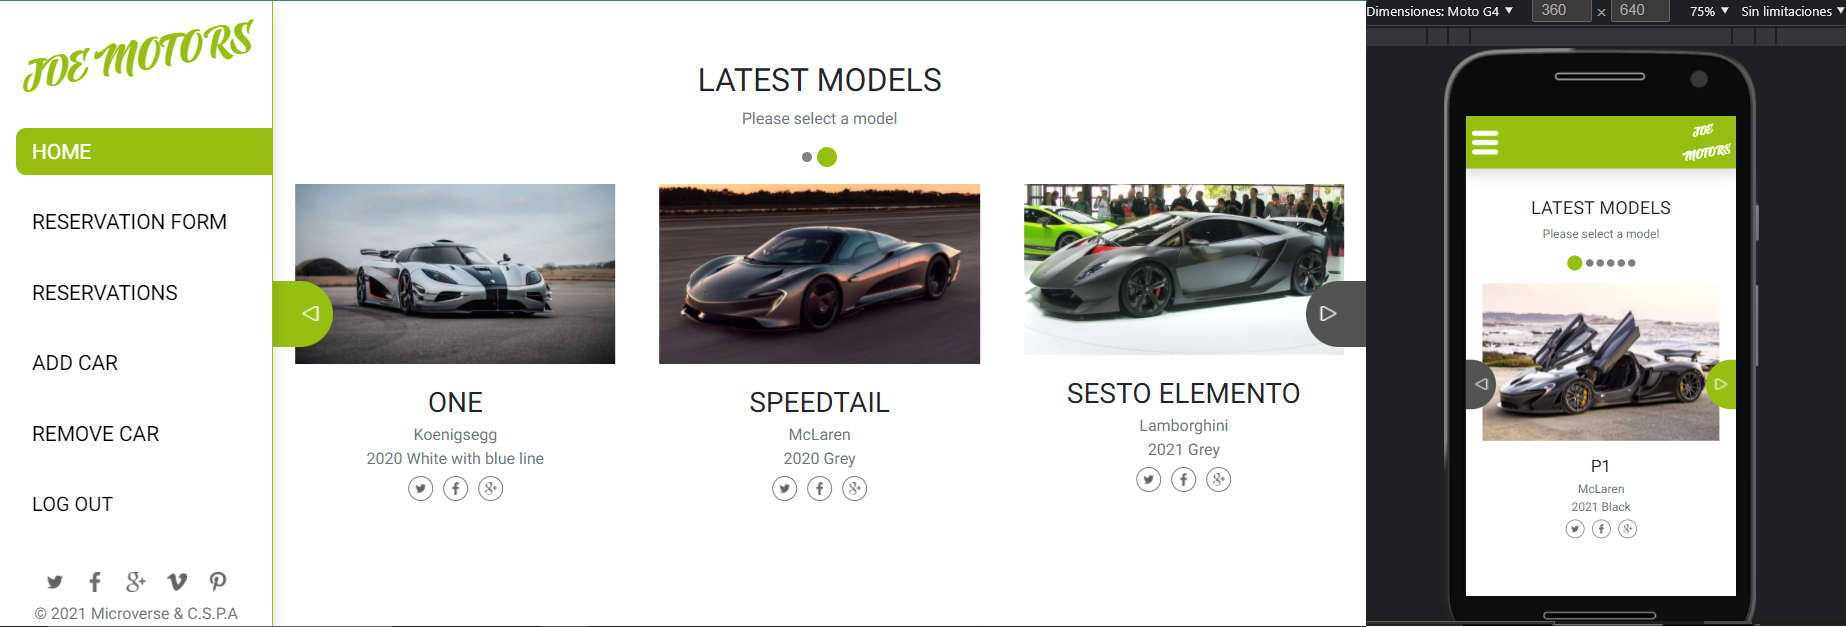 JOE MOTORS
HOME
RESERVATION FORM
RESERVATIONS
ADD CAR
REMOVE CAR
LOG OUT
© 2021 Microverse & C.S.P.A
LATEST MODELS
Please select a model
ONE
Koenigsegg
2020 White with blue line
SPEEDTAIL
McLaren
2020 Grey
SESTO ELEMENTO
Lamborghini
2021 Grey
Dimensiones: Moto G4 ▼ 360 × 640 75% ▼ Sin limitaciones ▼
JOE
MOTORS
LATEST MODELS
Please select a model
P1
McLaren
2021 Black